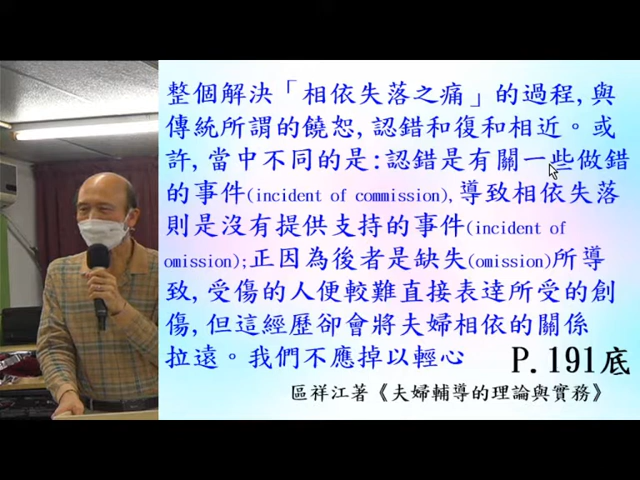 整個解決「相依失落之痛」的過程,與
傳統所謂的饒恕,認錯和復和相近。或
許,當中不同的是:認錯是有關一些做錯
的事件(incident of commission),導致相依失落
則是沒有提供支持的事件(incident of
omission);正因為後者是缺失(omission)所導
致,受傷的人便較難直接表達所受的創
傷,但這經歷卻會將夫婦相依的關係
拉遠。我們不應掉以輕心
P.191底
區祥江著《夫婦輔導的理論與實務》